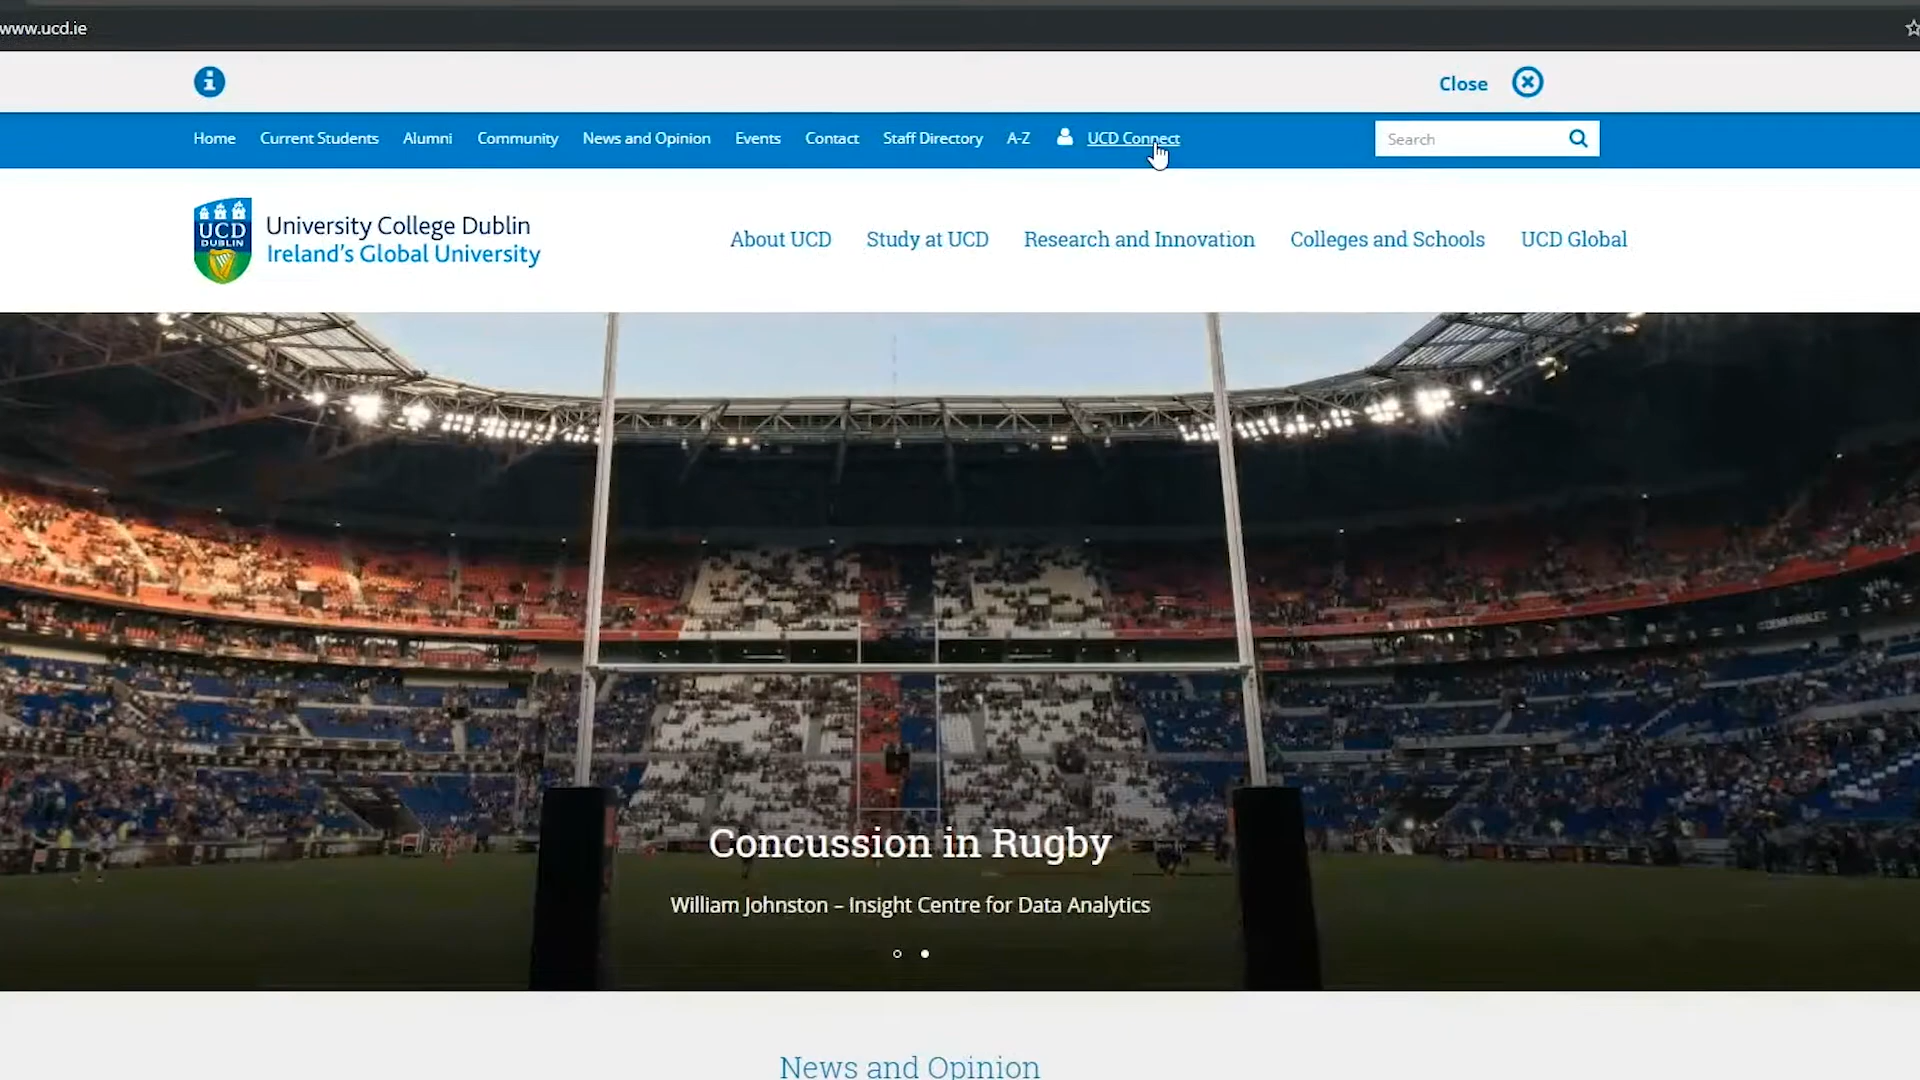 www.ucd.ie
Close
Home Current Students Alumni Community News and Opinion Events Contact Staff Directory A-Z UCD Connect Search
UCD
DUBLIN
University College Dublin
Ireland's Global University
About UCD Study at UCD Research and Innovation Colleges and Schools UCD Global
Concussion in Rugby
William Johnston – Insight Centre for Data Analytics
News and Opinion